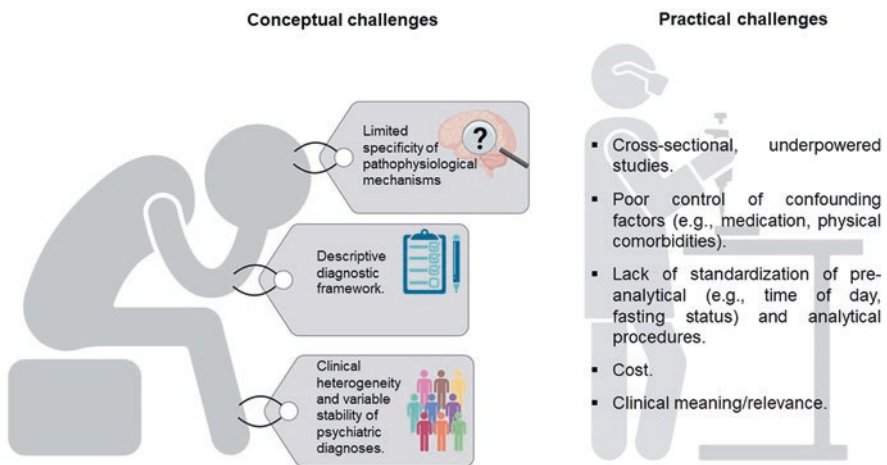 Conceptual challenges
Limited
specificity of
pathophysiological
mechanisms
?
Descriptive
diagnostic
framework.
Clinical
heterogeneity
and variable
stability of
psychiatric
diagnoses.
Practical challenges
▪ Cross-sectional, underpowered
studies.
▪ Poor control of confounding
factors (e.g., medication, physical
comorbidities).
▪ Lack of standardization of pre-
analytical (e.g., time of day,
fasting status) and analytical
procedures.
▪ Cost.
▪ Clinical meaning/relevance.